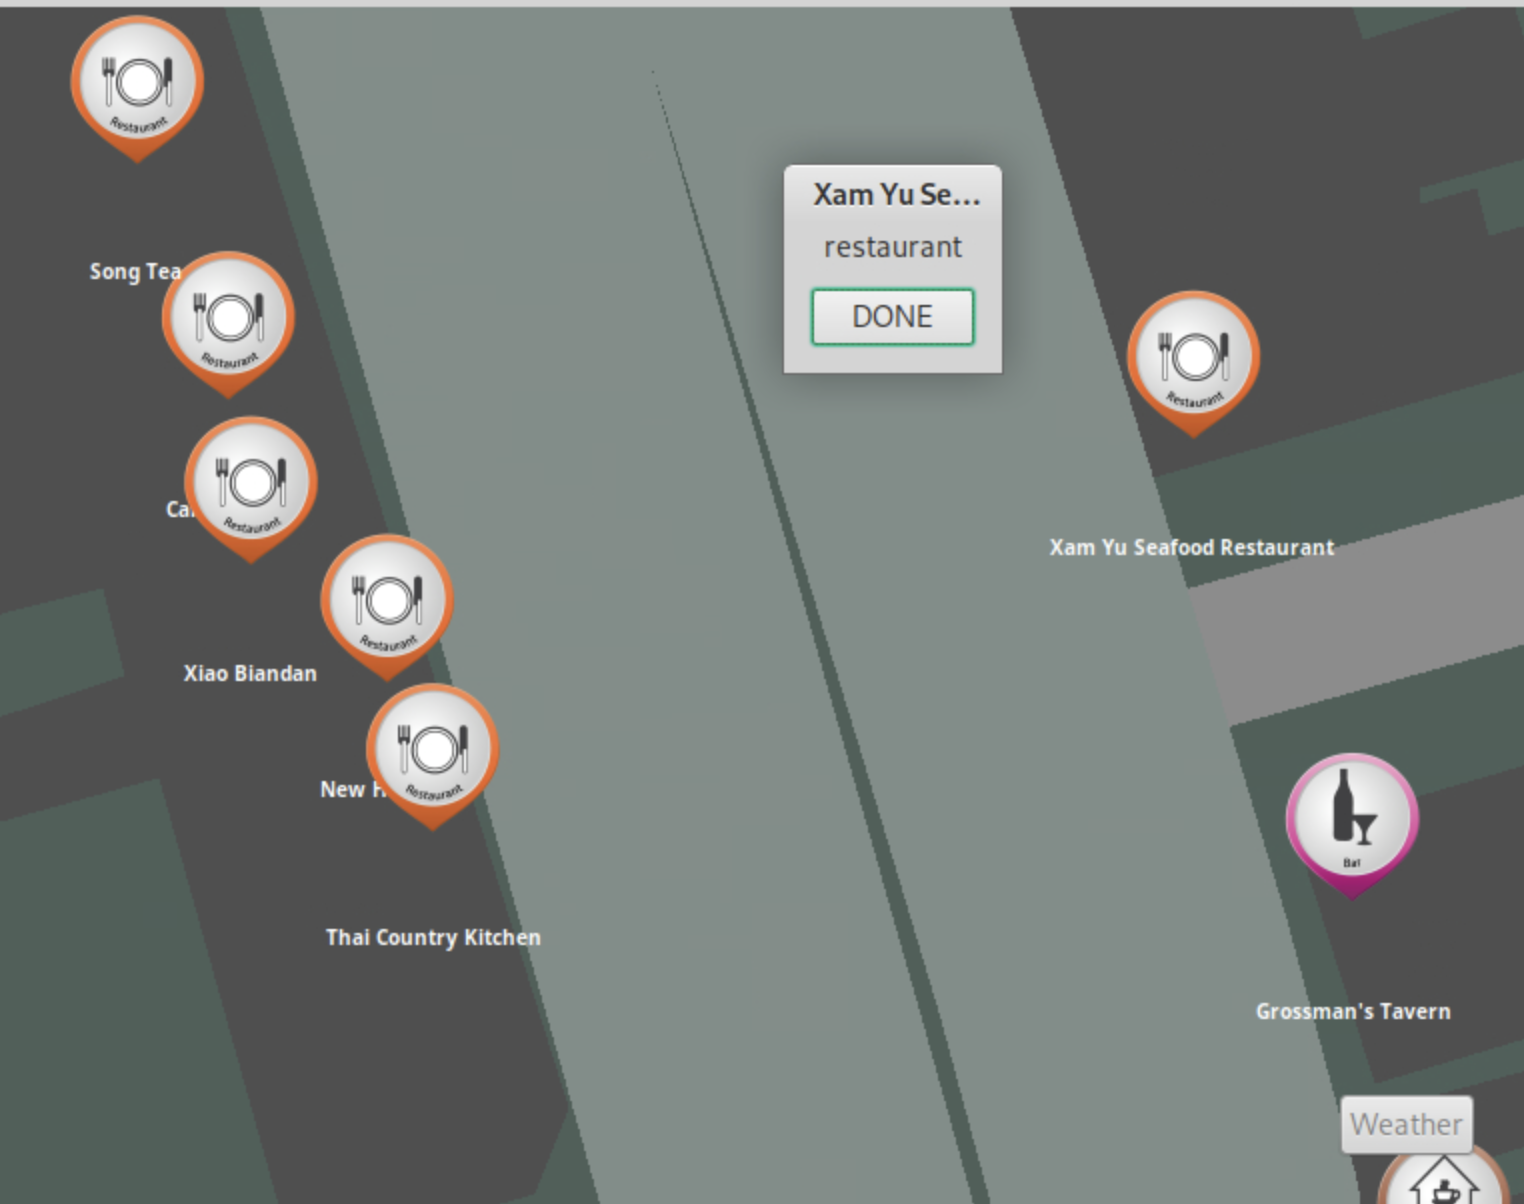 Restaurant
Xam Yu Se...
restaurant
DONE
Song Tea
Restaurant
Restaurant
Restaurant
Xam Yu Seafood Restaurant
Restaurant
Xiao Biandan
New
Restaurant
Bar
Thai Country Kitchen
Grossman's Tavern
Weather